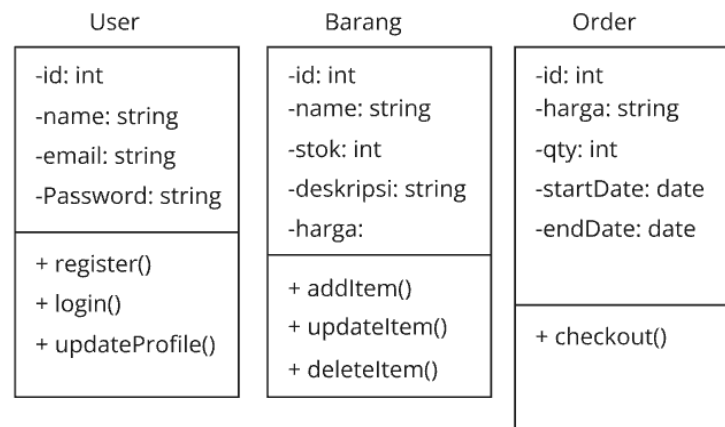 User
-id: int
-name: string
-email: string
-Password: string
+ register()
+ login()
+ updateProfile()
Barang
-id: int
-name: string
-stok: int
-deskripsi: string
-harga:
+ addItem()
+ updateItem()
+ deleteItem()
Order
-id: int
-harga: string
-qty: int
-startDate: date
-endDate: date
+ checkout()